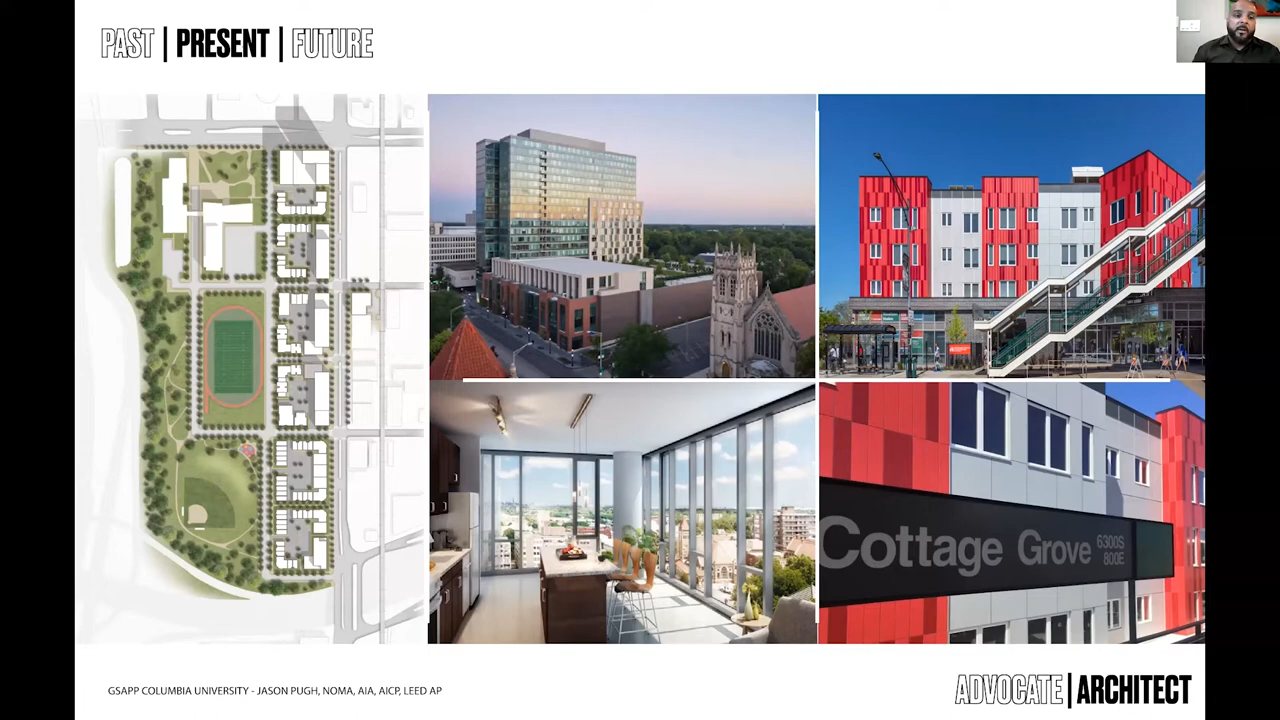 PAST | PRESENT | FUTURE
Cottage Grove 6300S
800E
GSAPP COLUMBIA UNIVERSITY - JASON PUGH, NOMA, AIA, AICP, LEED AP
ADVOCATE | ARCHITECT